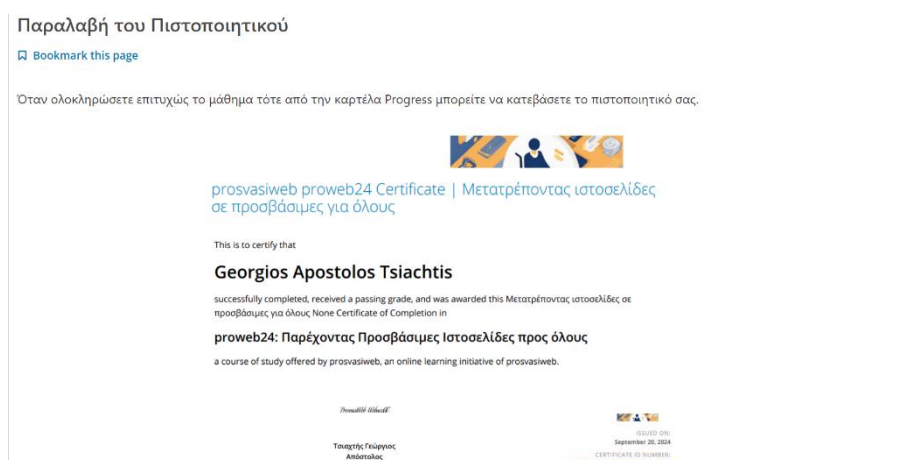 Παραλαβή του Πιστοποιητικού
Bookmark this page
Όταν ολοκληρώσετε επιτυχώς το μάθημα τότε από την καρτέλα Progress μπορείτε να κατεβάσετε το πιστοποιητικό σας.
prosvasiweb proweb24 Certificate | Μετατρέποντας ιστοσελίδες
σε προσβάσιμες για όλους
This is to certify that
Georgios Apostolos Tsiachtis
successfully completed, received a passing grade, and was awarded this Μετατρέποντας ιστοσελίδες σε
προσβάσιμες για όλους None Certificate of Completion in
proweb24: Παρέχοντας Προσβάσιμες Ιστοσελίδες προς όλους
a course of study offered by prosvasiweb, an online learning initiative of prosvasiweb.
Τσιαχτής Γεώργιος
Απόστολος
ISSUED ON:
September 20, 2024
CERTIFICATE ID NUMBER: